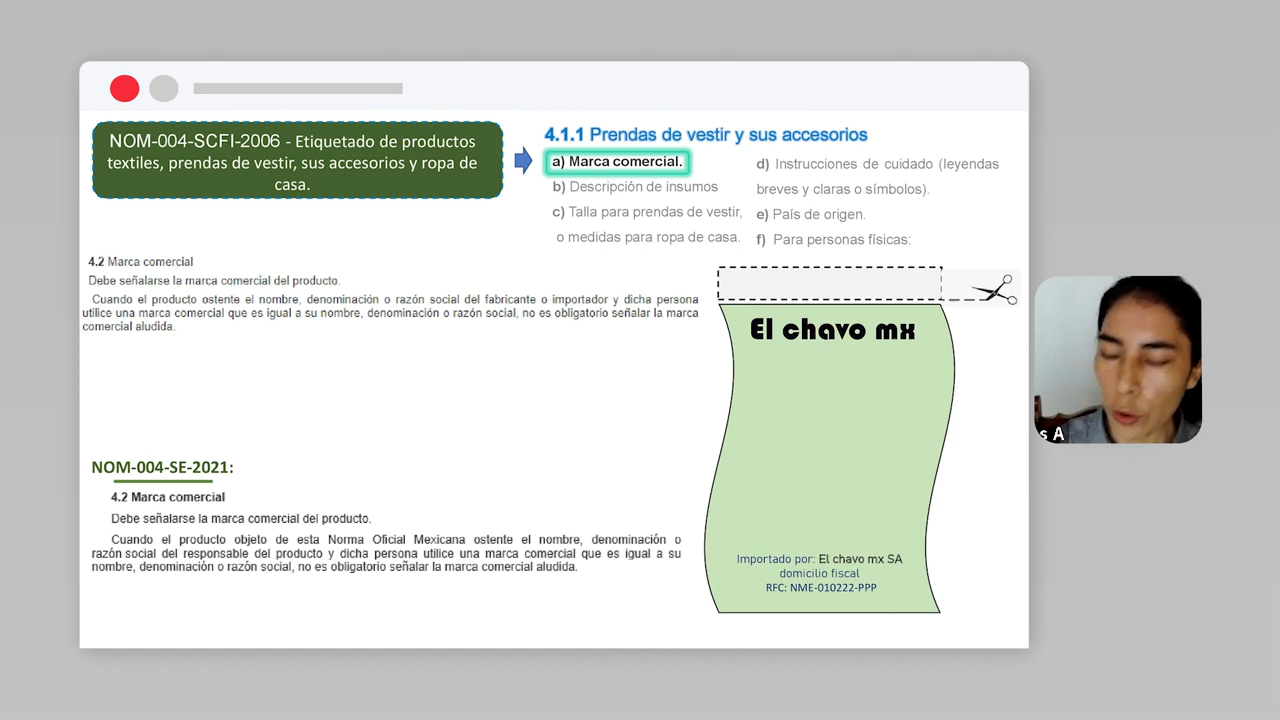 NOM-004-SCFI-2006 - Etiquetado de productos
textiles, prendas de vestir, sus accesorios y ropa de
casa.
4.1.1 Prendas de vestir y sus accesorios
a) Marca comercial.
b) Descripción de insumos
c) Talla para prendas de vestir,
o medidas para ropa de casa.
d) Instrucciones de cuidado (leyendas
breves y claras o símbolos).
e) País de origen.
f) Para personas físicas:
4.2 Marca comercial
Debe señalarse la marca comercial del producto.
Cuando el producto ostente el nombre, denominación o razón social del fabricante o importador y dicha persona
utilice una marca comercial que es igual a su nombre, denominación o razón social, no es obligatorio señalar la marca
comercial aludida.
El chavo mx
Importado por: El chavo mx SA
domicilio fiscal
RFC: NME-010222-PPP
NOM-004-SE-2021:
4.2 Marca comercial
Debe señalarse la marca comercial del producto.
Cuando el producto objeto de esta Norma Oficial Mexicana ostente el nombre, denominación o
razón social del responsable del producto y dicha persona utilice una marca comercial que es igual a su
nombre, denominación o razón social, no es obligatorio señalar la marca comercial aludida.
s A